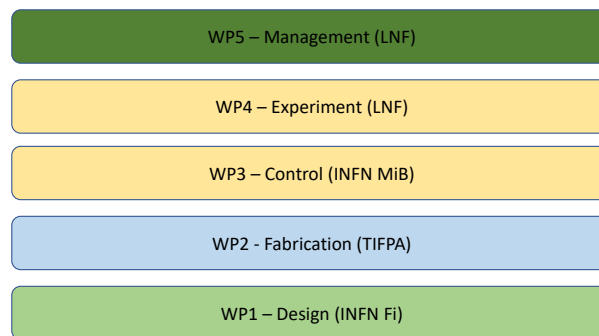 WP5 – Management (LNF)
WP4 – Experiment (LNF)
WP3 – Control (INFN MiB)
WP2 - Fabrication (TIFPA)
WP1 – Design (INFN Fi)